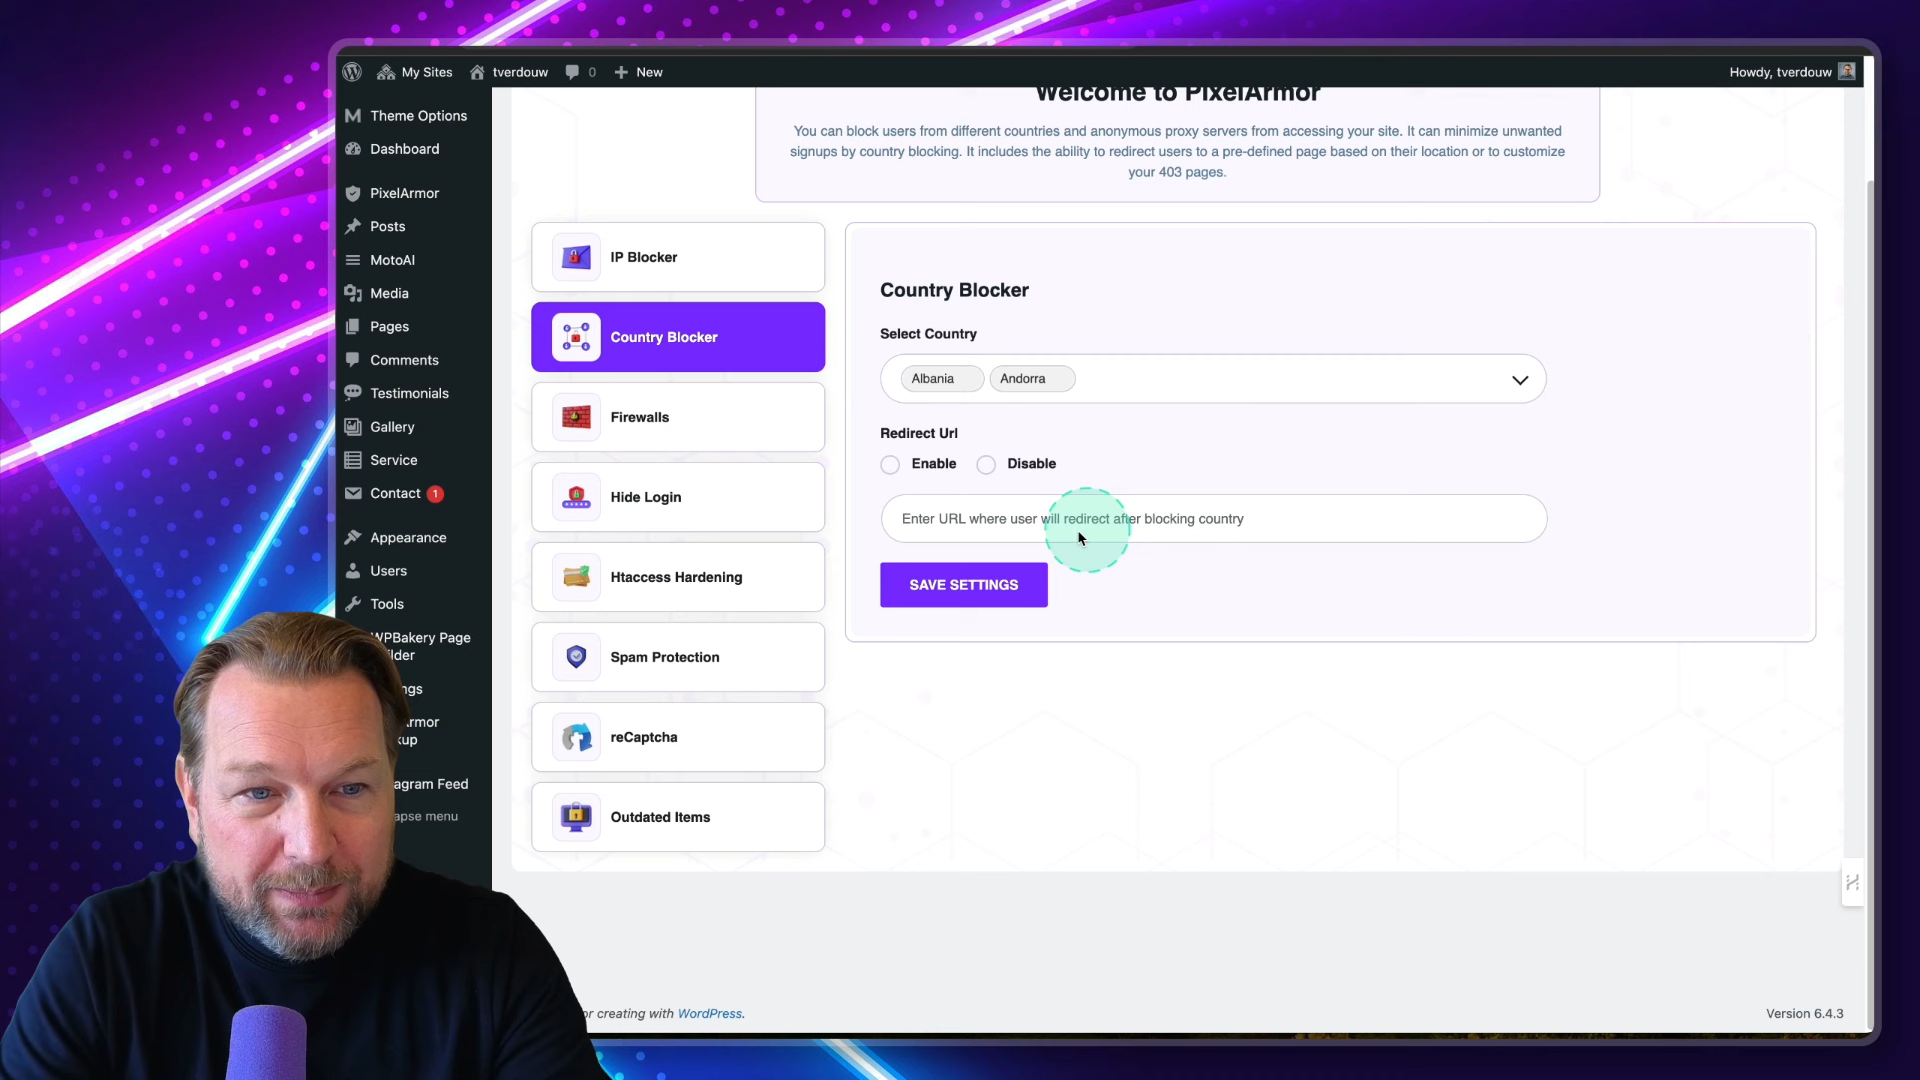 My Sites
tverdouw
0
New
Howdy, tverdouw
Theme Options
Dashboard
PixelArmor
Posts
MotoAI
Media
Pages
Comments
Testimonials
Gallery
Service
Contact 1
Appearance
Users
Tools
WPBakery Page
ilder
ngs
Armor
kup
agram Feed
apse menu
Welcome to PixelArmor
You can block users from different countries and anonymous proxy servers from accessing your site. It can minimize unwanted
signups by country blocking. It includes the ability to redirect users to a pre-defined page based on their location or to customize
your 403 pages.
IP Blocker
Country Blocker
Firewalls
Hide Login
Htaccess Hardening
Spam Protection
reCaptcha
Outdated Items
Country Blocker
Select Country
Albania
Andorra
Redirect Url
Enable
Disable
Enter URL where user will redirect after blocking country
SAVE SETTINGS
or creating with WordPress.
Version 6.4.3